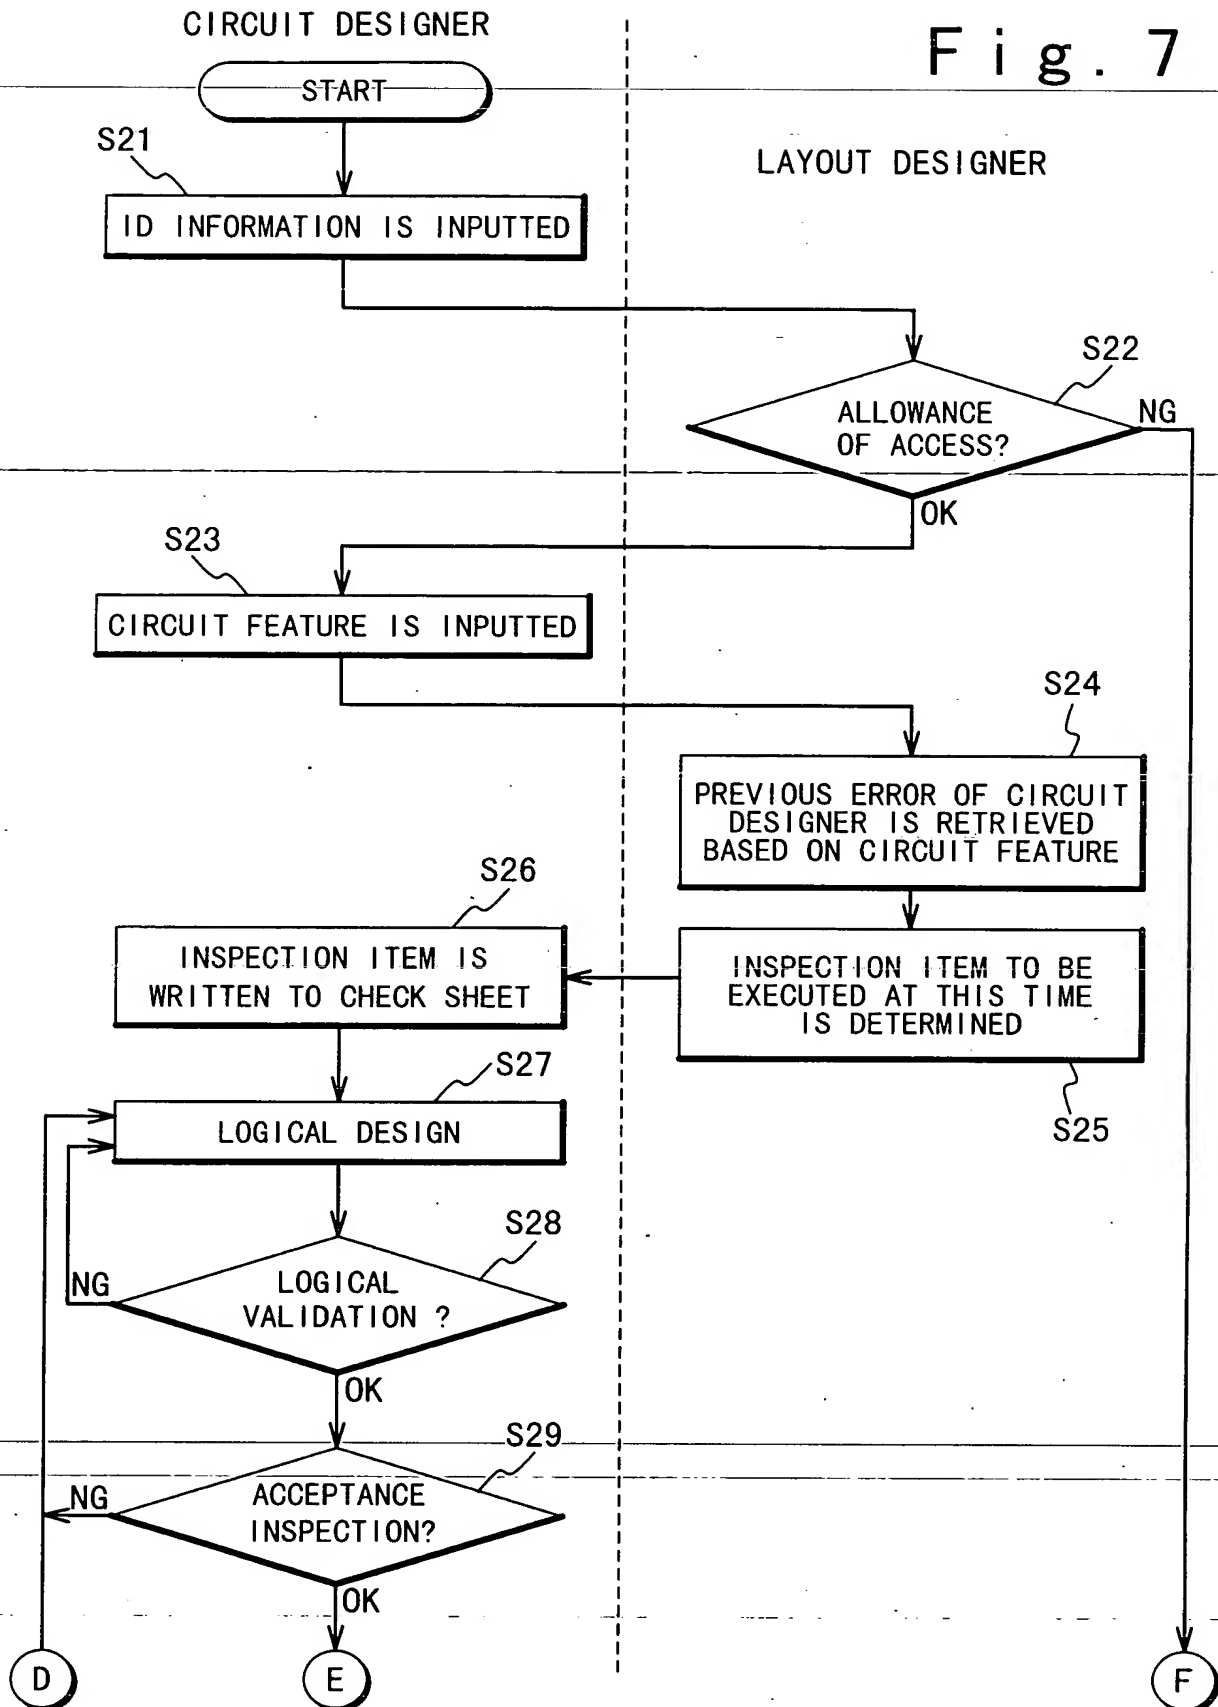 CIRCUIT DESIGNER
Fig. 7
START
S21
LAYOUT DESIGNER
ID INFORMATION IS INPUTTED
S22
ALLOWANCE
OF ACCESS?
NG
OK
S23
CIRCUIT FEATURE IS INPUTTED
S24
PREVIOUS ERROR OF CIRCUIT
DESIGNER IS RETRIEVED
BASED ON CIRCUIT FEATURE
S26
INSPECTION ITEM IS
WRITTEN TO CHECK SHEET
INSPECTION ITEM TO BE
EXECUTED AT THIS TIME
IS DETERMINED
S27
S25
LOGICAL DESIGN
S28
NG
LOGICAL
VALIDATION ?
OK
S29
NG
ACCEPTANCE
INSPECTION?
OK
D
E
F